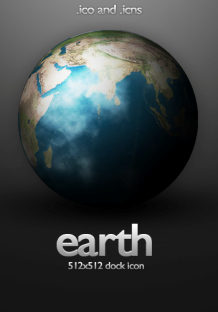 .ico and .icns
earth
512x512 dock icon